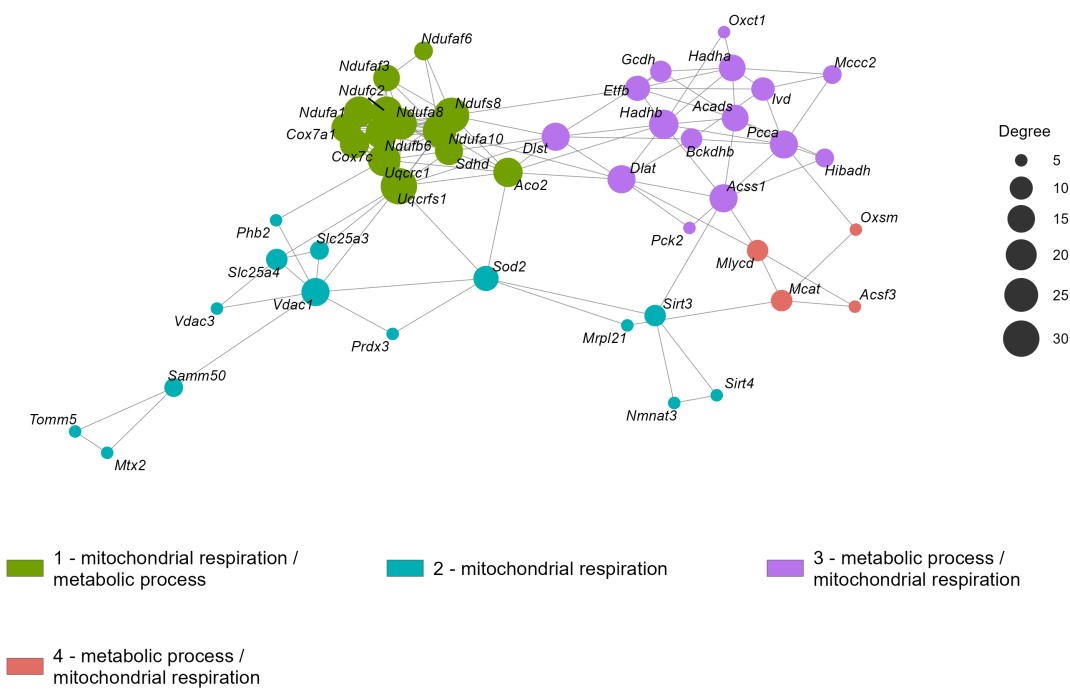 Oxct1
Ndufaf6
Gcdh
Hadha
Mccc2
Ndufaf3
Ndufc2
Etfb
Ivd
Ndufs8
Acads
Ndufa1
Ndufa8
Hadhb
Pcca
Degree
Cox7a1
Ndufa10
Dlst
Bckdhb
5
Cox7c
Ndufb6
Sdhd
Uqcrc1
Dlat
Hibadh
10
Aco2
Acss1
Uqcrfs1
15
Phb2
Slc25a3
Pck2
Oxsm
20
Slc25a4
Sod2
Mlycd
Vdac1
Mcat
Acsf3
25
Vdac3
Sirt3
Prdx3
Mrpl21
30
Samm50
Sirt4
Tomm5
Nmnat3
Mtx2
1 - mitochondrial respiration /
metabolic process
2 - mitochondrial respiration
3 - metabolic process /
mitochondrial respiration
4 - metabolic process /
mitochondrial respiration